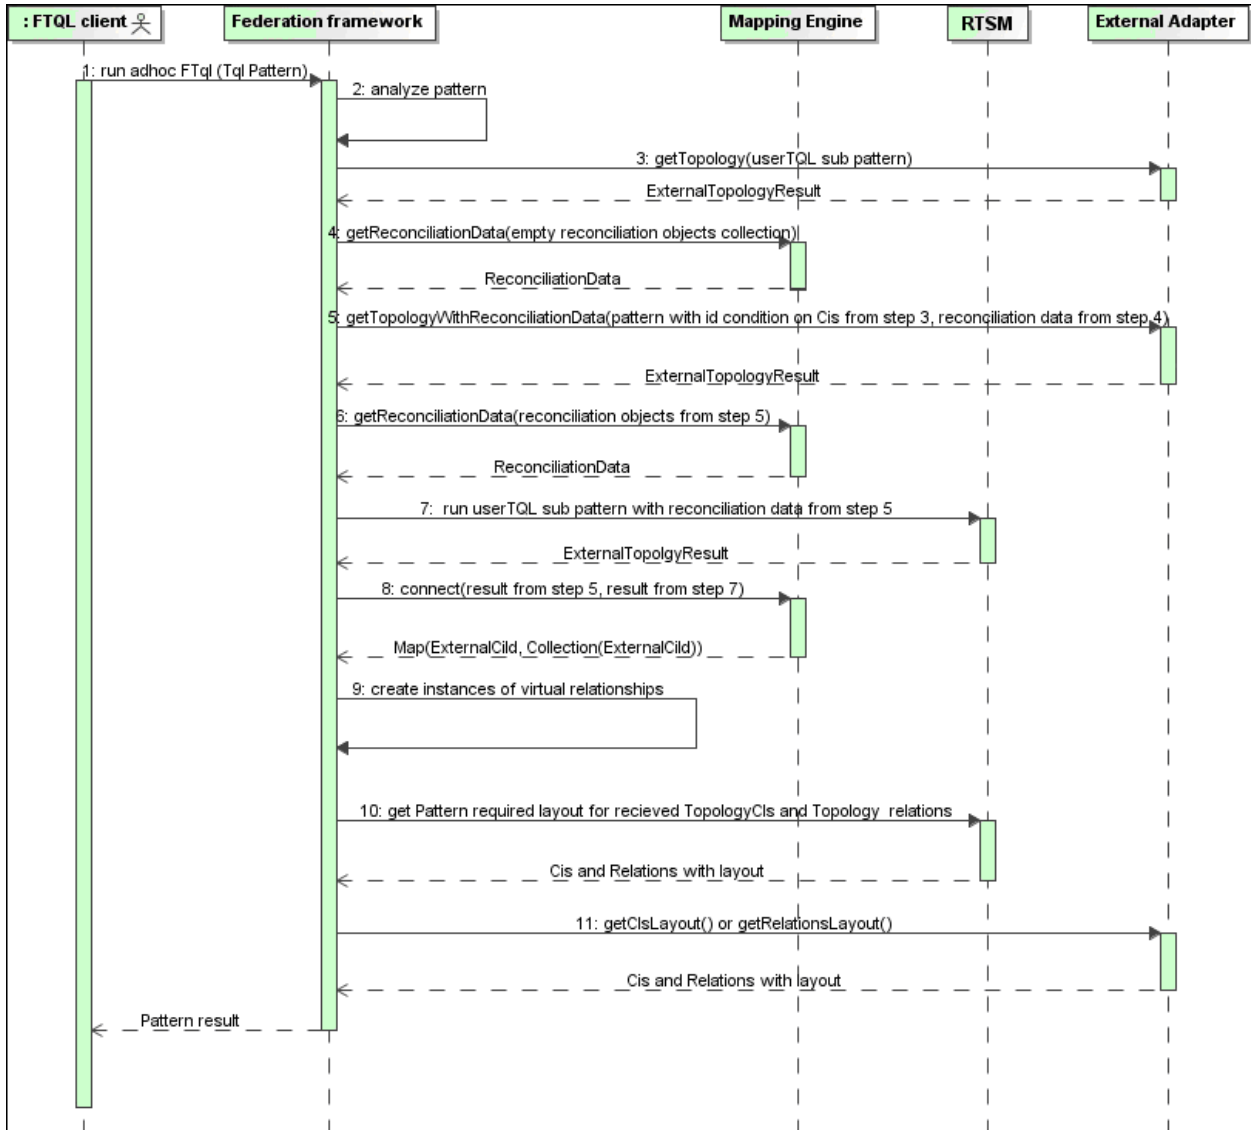 : FTQL client
Federation framework
Mapping Engine
RTSM
External Adapter
1: run adhoc FTql (Tql Pattern)
2: analyze pattern
3: getTopology(userTQL sub pattern)
ExternalTopologyResult
4: getReconciliationData(empty reconciliation objects collection)
ReconciliationData
5: getTopologyWithReconciliationData(pattern with id condition on Cis from step 3, reconciliation data from step 4)
ExternalTopologyResult
6: getReconciliationData(reconciliation objects from step 5)
ReconciliationData
7: run userTQL sub pattern with reconciliation data from step 5
ExternalTopolgyResult
8: connect(result from step 5, result from step 7)
Map(ExternalCiId, Collection(ExternalCiId))
9: create instances of virtual relationships
10: get Pattern required layout for recieved TopologyCIs and Topology relations
Cis and Relations with layout
11: getCIsLayout() or getRelationsLayout()
Cis and Relations with layout
Pattern result